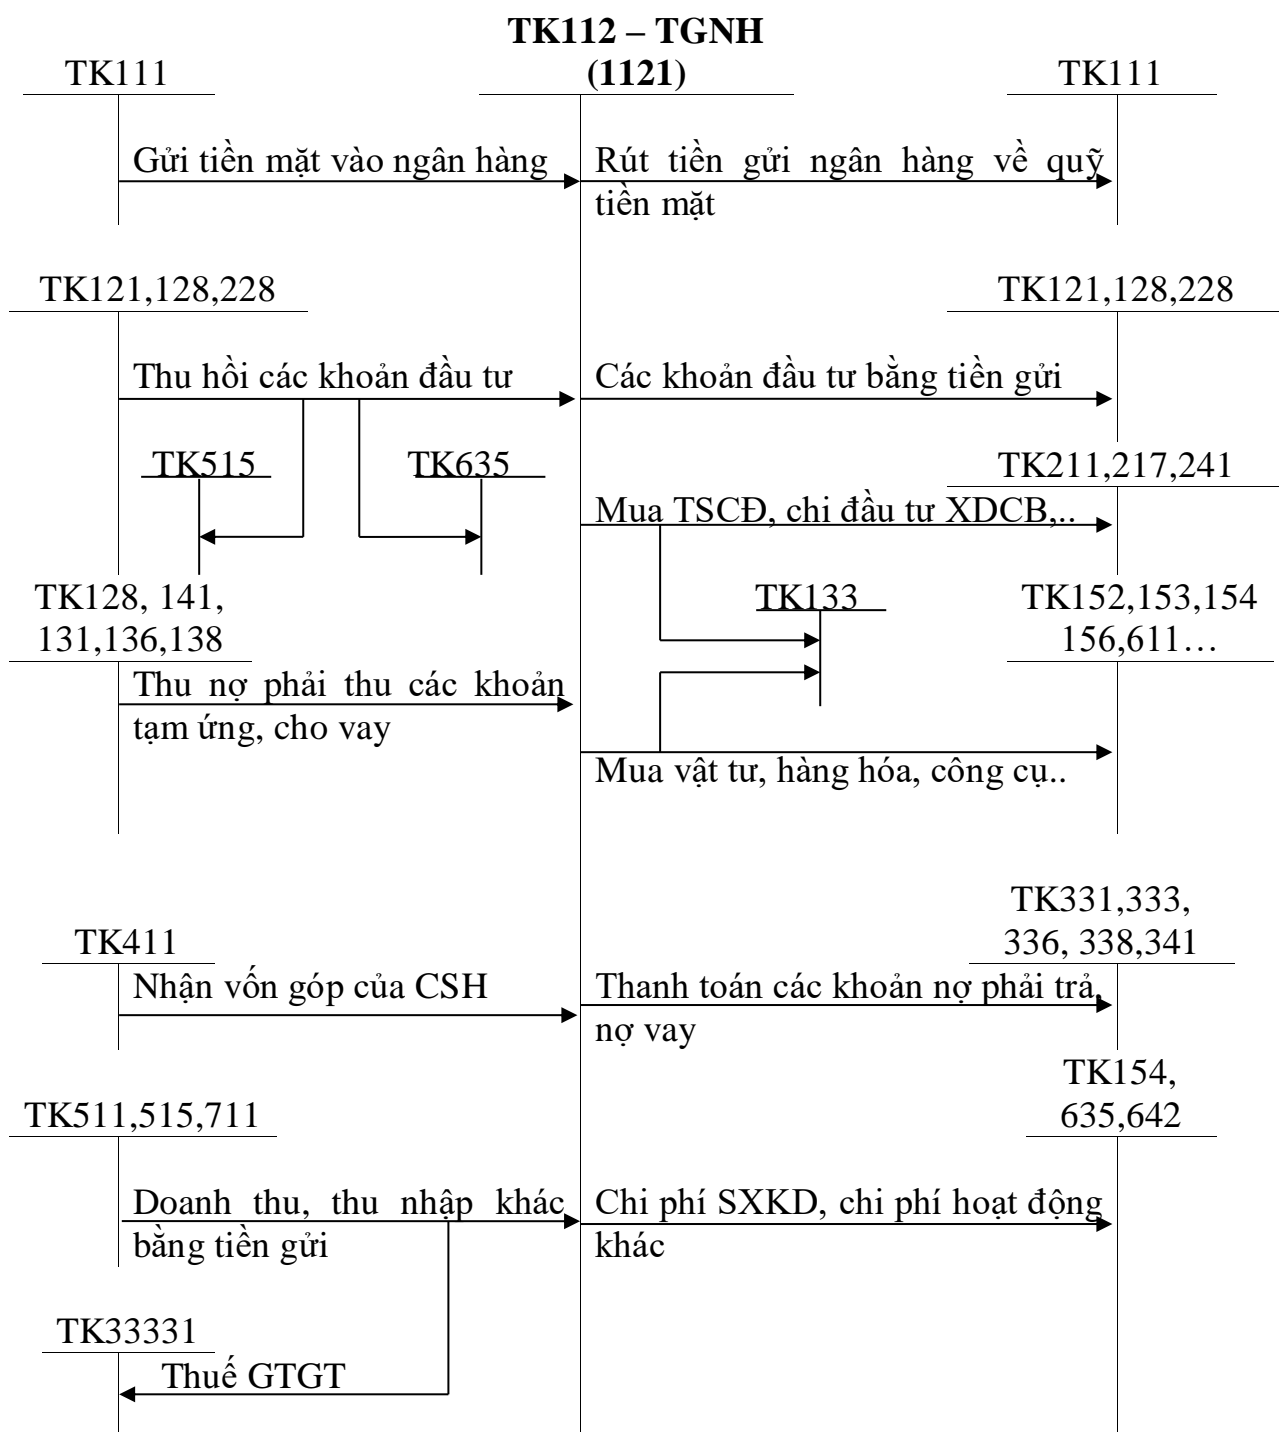 TK112 – TGNH
TK111
(1121)
TK111
Gửi tiền mặt vào ngân hàng
Rút tiền gửi ngân hàng về quỹ
tiền mặt
TK121,128,228
TK121,128,228
Thu hồi các khoản đầu tư
Các khoản đầu tư bằng tiền gửi
TK515
TK635
TK211,217,241
Mua TSCĐ, chi đầu tư XDCB,..
TK128, 141,
131,136,138
TK133
TK152,153,154
156,611…
Thu nợ phải thu các khoản
tạm ứng, cho vay
Mua vật tư, hàng hóa, công cụ..
TK411
TK331,333,
336, 338,341
Nhận vốn góp của CSH
Thanh toán các khoản nợ phải trả,
nợ vay
TK511,515,711
TK154,
635,642
Doanh thu, thu nhập khác
bằng tiền gửi
Chi phí SXKD, chi phí hoạt động
khác
TK33331
Thuế GTGT